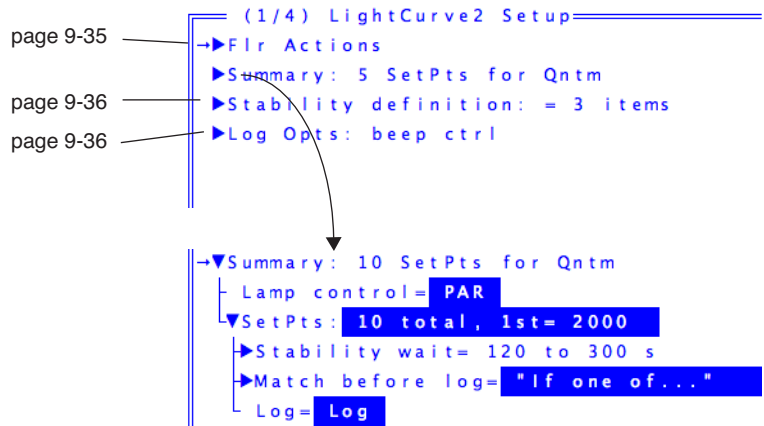 (1/4) LightCurve2 Setup
page 9-35
→▶Flr Actions
▶Summary: 5 SetPts for Qntm
page 9-36
▶Stability definition: = 3 items
page 9-36
▶Log Opts: beep ctrl
→▼Summary: 10 SetPts for Qntm
Lamp control= PAR
▼SetPts: 10 total, 1st= 2000
▶Stability wait= 120 to 300 s
▶Match before log= "If one of..."
Log= Log